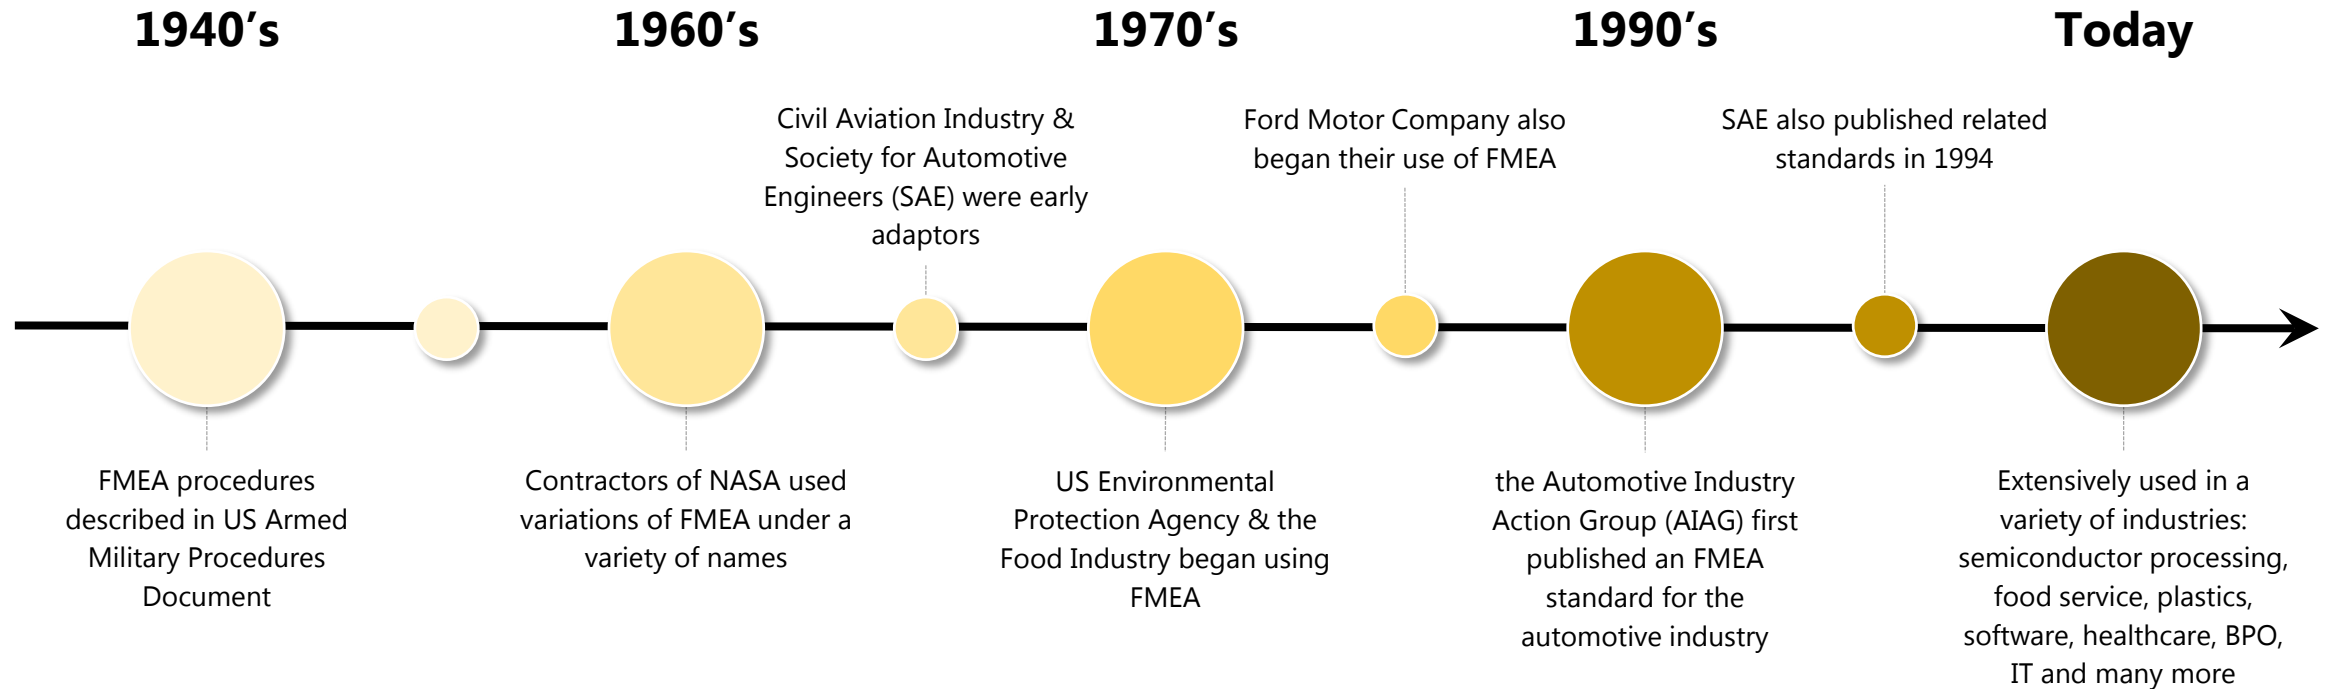 1940’s
1960’s
1970’s
1990’s
Today
Civil Aviation Industry &
Society for Automotive
Engineers (SAE) were early
adaptors
Ford Motor Company also
began their use of FMEA
SAE also published related
standards in 1994
FMEA procedures
described in US Armed
Military Procedures
Document
Contractors of NASA used
variations of FMEA under a
variety of names
US Environmental
Protection Agency & the
Food Industry began using
FMEA
the Automotive Industry
Action Group (AIAG) first
published an FMEA
standard for the
automotive industry
Extensively used in a
variety of industries:
semiconductor processing,
food service, plastics,
software, healthcare, BPO,
IT and many more